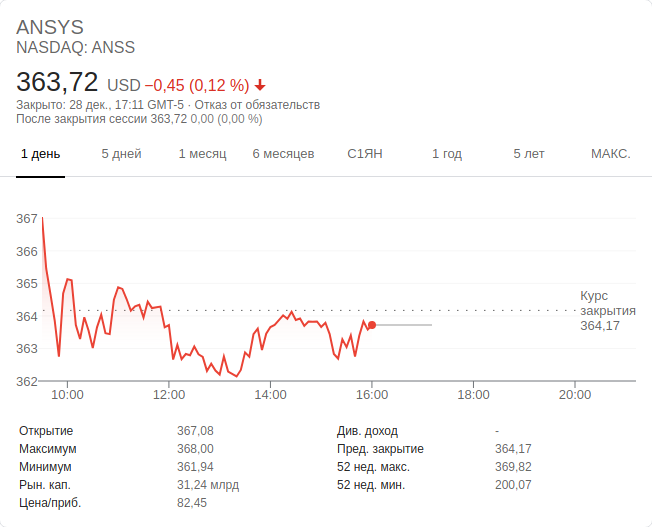 ANSYS
NASDAQ: ANSS
363,72 USD −0,45 (0,12 %)
Закрыто: 28 дек., 17:11 GMT-5 · Отказ от обязательств
После закрытия сессии 363,72 0,00 (0,00 %)
1 день 5 дней 1 месяц 6 месяцев С1ЯН 1 год 5 лет МАКС.
367
366
365
364
363
362
Курс
закрытия
364,17
10:00 12:00 14:00 16:00 18:00 20:00
Открытие 367,08 Див. доход -
Максимум 368,00 Пред. закрытие 364,17
Минимум 361,94 52 нед. макс. 369,82
Рын. кап. 31,24 млрд 52 нед. мин. 200,07
Цена/приб. 82,45